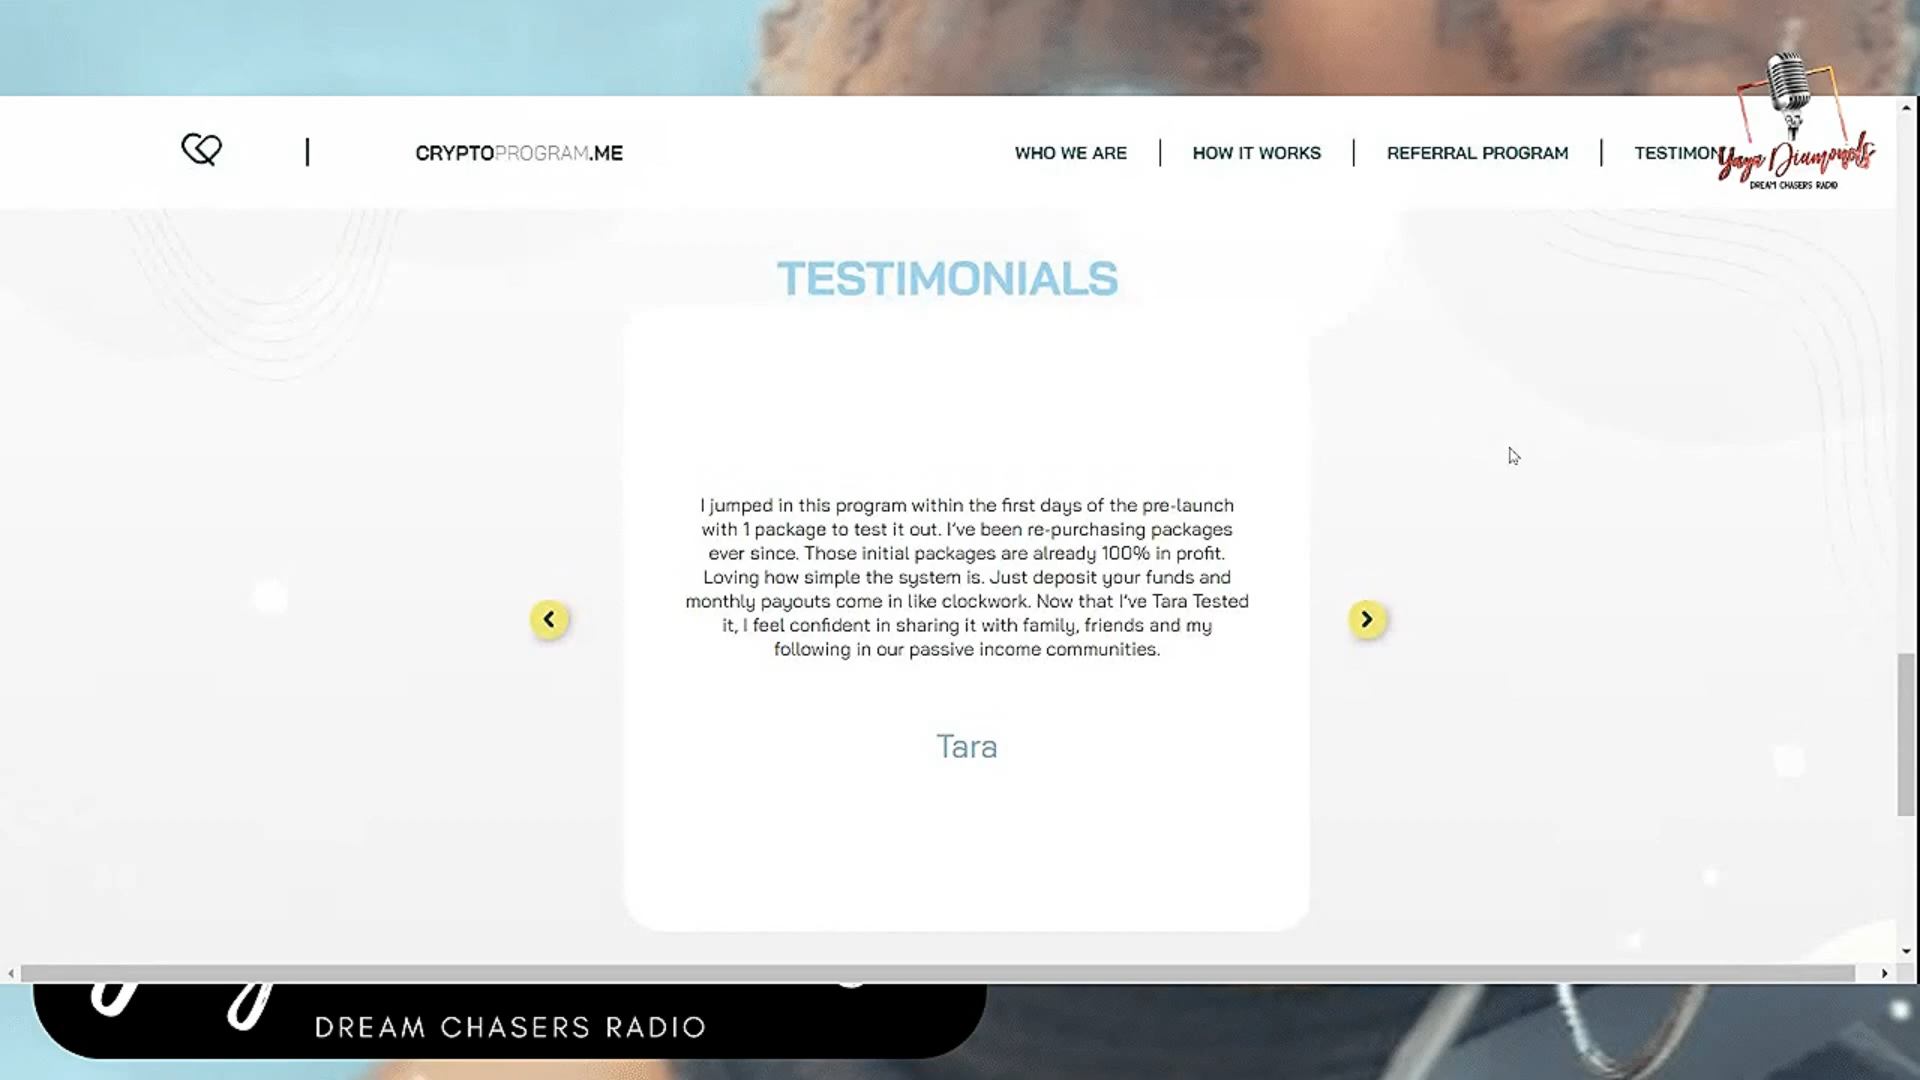 CRYPTOPROGRAM.ME
WHO WE ARE
HOW IT WORKS
REFERRAL PROGRAM
Yaya Diamonds
DREAM CHASERS RADIO
TESTIMONIALS
I jumped in this program within the first days of the pre-launch
with 1 package to test it out. I've been re-purchasing packages
ever since. Those initial packages are already 100% in profit.
Loving how simple the system is. Just deposit your funds and
monthly payouts come in like clockwork. Now that I've Tara Tested
it, I feel confident in sharing it with family, friends and my
following in our passive income communities.
Tara
DREAM CHASERS RADIO